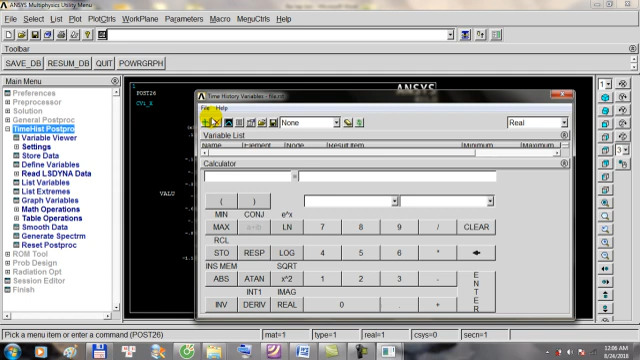 ANSYS Multiphysics Utility Menu
File Select List Plot PlotCtrls WorkPlane Parameters Macro MenuCtrls Help
Toolbar
SAVE_DB RESUM_DB QUIT POWRGRPH
Main Menu
Preferences
Preprocessor
Solution
General Postproc
TimeHist Postpro
Variable Viewer
Settings
Store Data
Define Variables
Read LSDYNA Data
List Variables
List Extremes
Graph Variables
Math Operations
Table Operations
Smooth Data
Generate Spectrm
Reset Postproc
ROM Tool
Prob Design
Radiation Opt
Session Editor
Finish
1
POST26
ANSYS
VALU
1
3
Time History Variables - file.rst
File Help
None Real
Variable List
Name Element Node Result Item Minimum Maximum
Calculator
=
( )
MIN CONJ e^x
MAX a+ib LN 7 8 9 / CLEAR
RCL
STO RESP LOG 4 5 6 *
INS MEM SQRT
ABS ATAN x^2 1 2 3 - ENTER
INT1 IMAG
INV DERIV REAL 0 . +
Pick a menu item or enter a command (POST26) mat=1 type=1 real=1 csys=0 secn=1
12:06 AM
8/24/2018